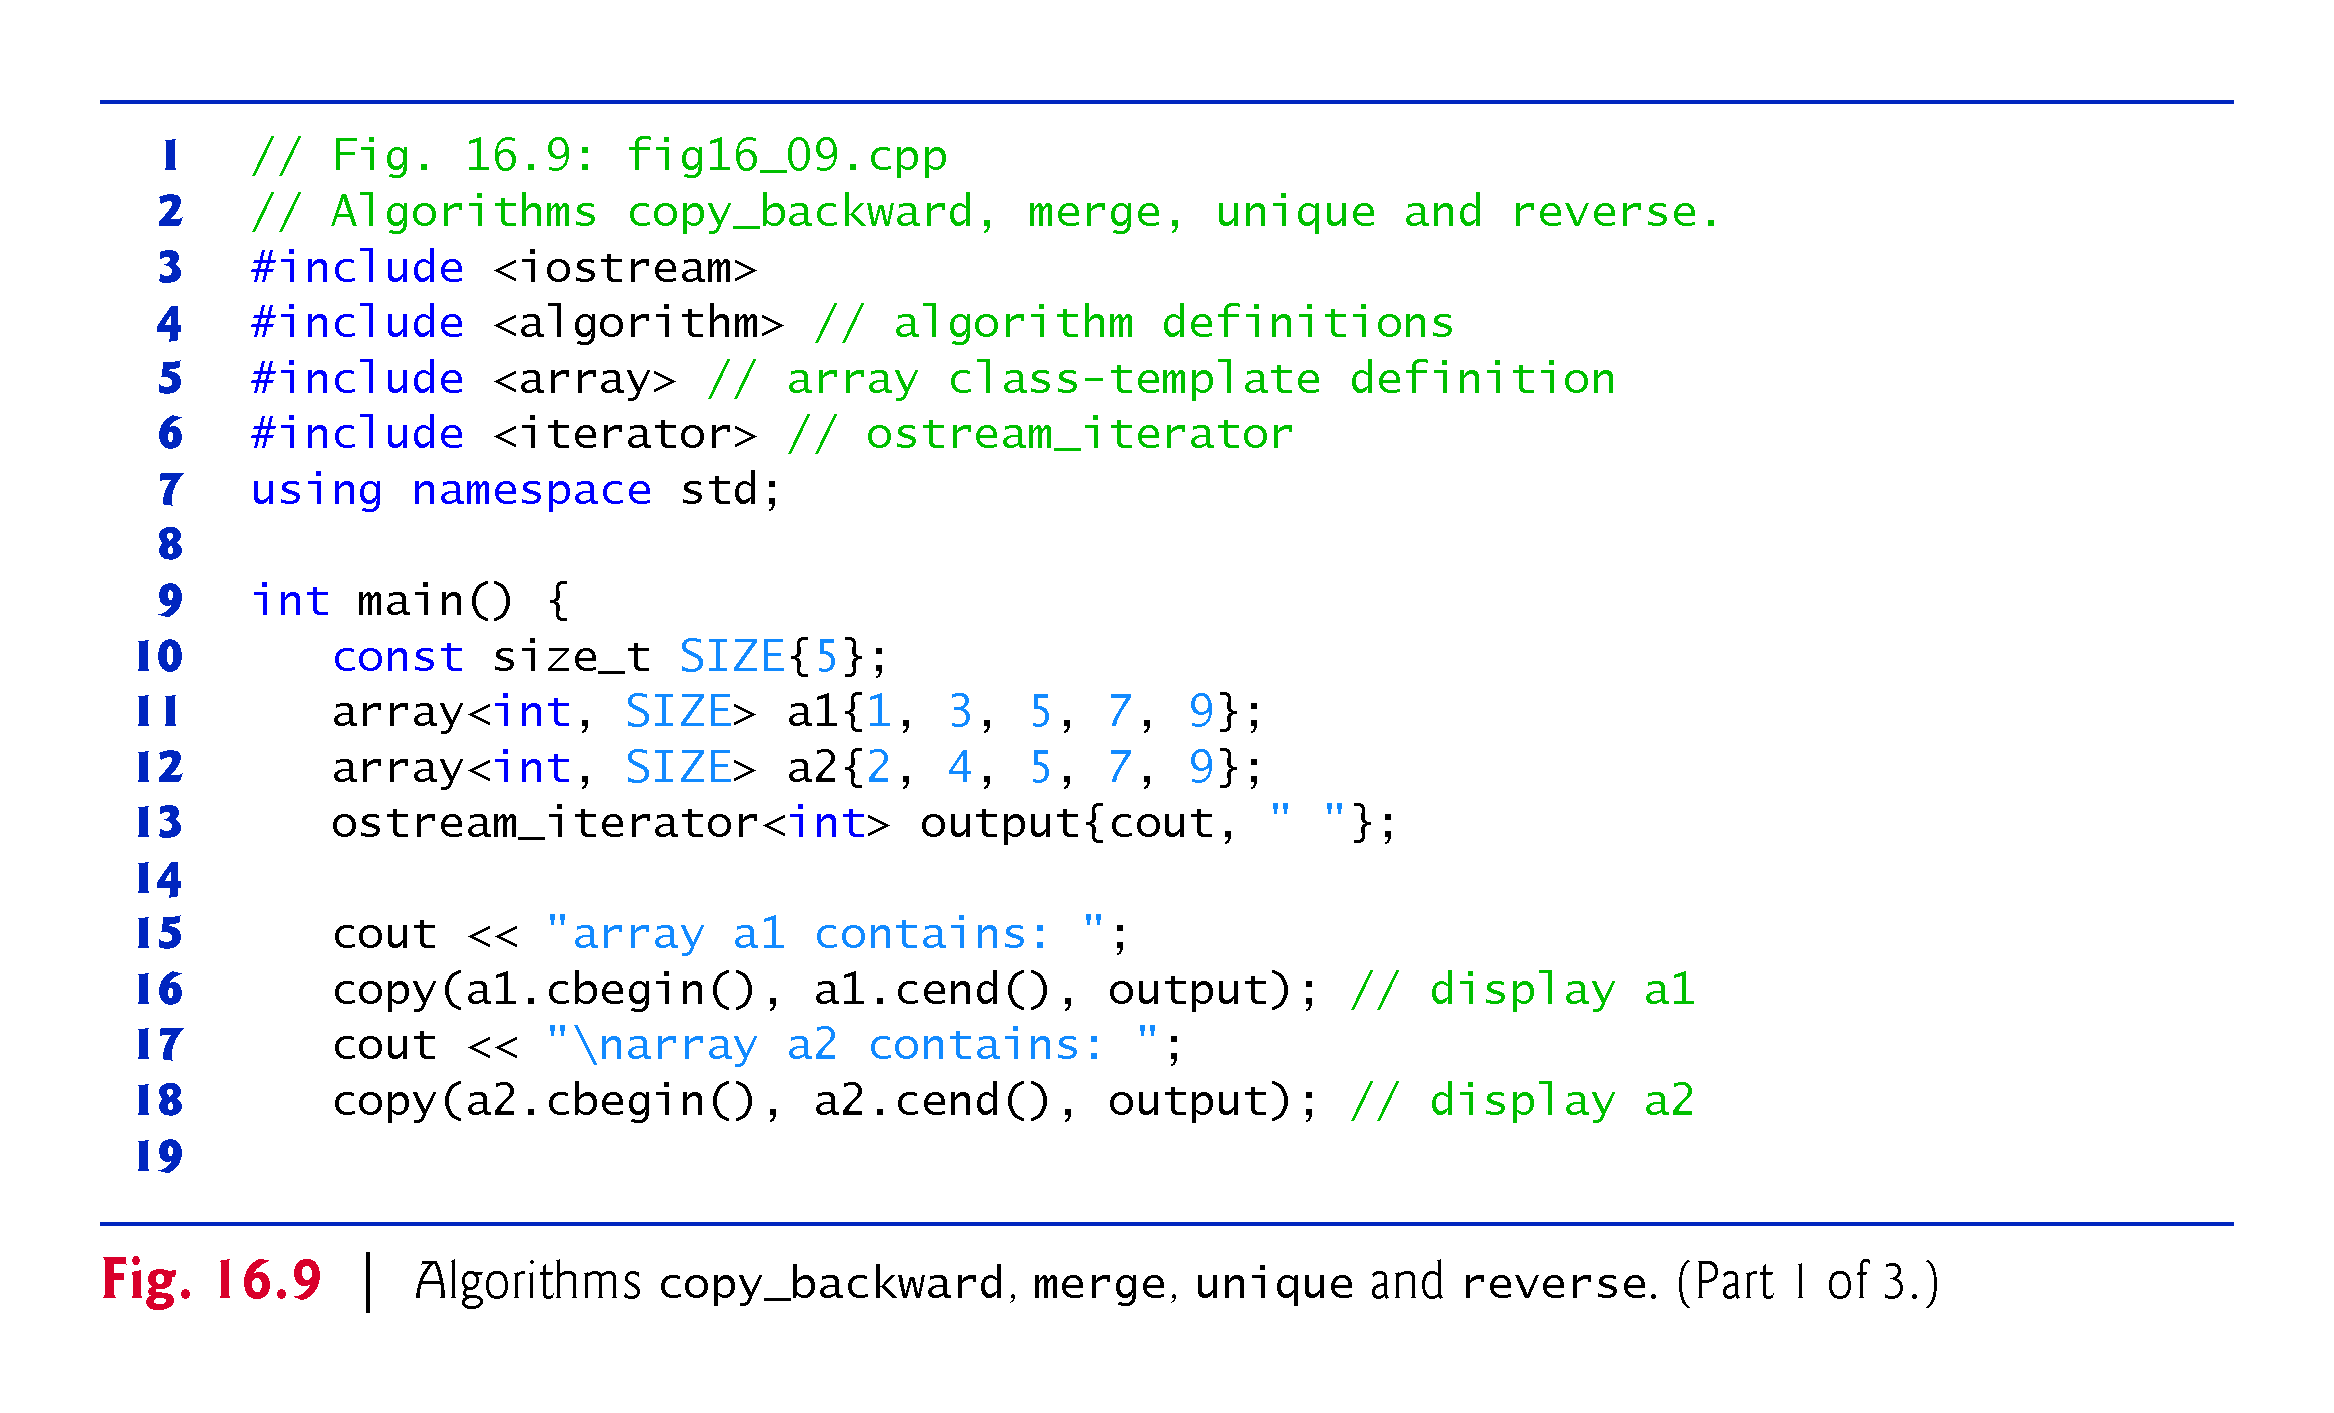 1 // Fig. 16.9: fig16_09.cpp
2 // Algorithms copy_backward, merge, unique and reverse.
3 #include <iostream>
4 #include <algorithm> // algorithm definitions
5 #include <array> // array class-template definition
6 #include <iterator> // ostream_iterator
7 using namespace std;
8
9 int main() {
10    const size_t SIZE{5};
11    array<int, SIZE> a1{1, 3, 5, 7, 9};
12    array<int, SIZE> a2{2, 4, 5, 7, 9};
13    ostream_iterator<int> output{cout, " "};
14
15    cout << "array a1 contains: ";
16    copy(a1.cbegin(), a1.cend(), output); // display a1
17    cout << "\narray a2 contains: ";
18    copy(a2.cbegin(), a2.cend(), output); // display a2
19
Fig. 16.9 | Algorithms copy_backward, merge, unique and reverse. (Part 1 of 3.)